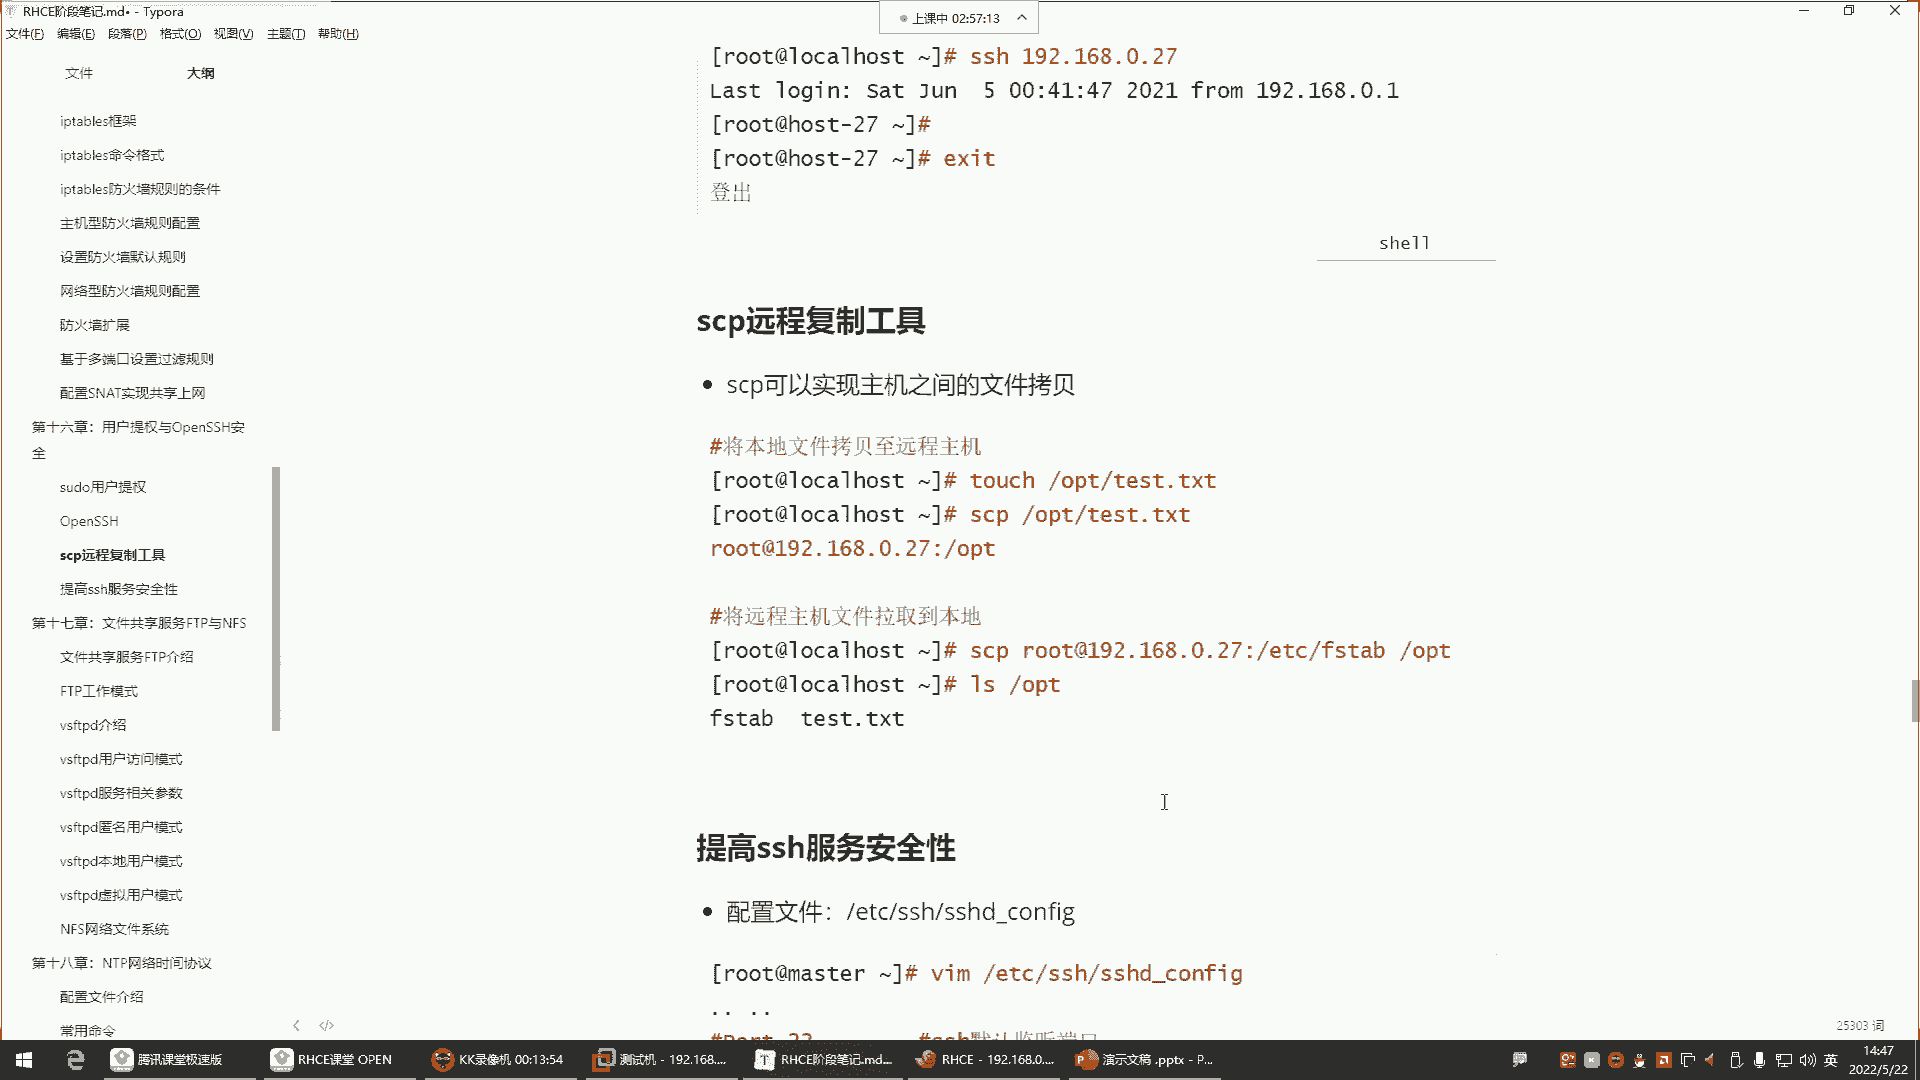 RHCE阶段笔记.md• - Typora
上课中 02:57:13
文件(F) 编辑(E) 段落(P) 格式(O) 视图(V) 主题(T) 帮助(H)
文件 大纲
iptables框架
iptables命令格式
iptables防火墙规则的条件
主机型防火墙规则配置
设置防火墙默认规则
网络型防火墙规则配置
防火墙扩展
基于多端口设置过滤规则
配置SNAT实现共享上网
第十六章：用户提权与OpenSSH安
全
sudo用户提权
OpenSSH
scp远程复制工具
提高ssh服务安全性
第十七章：文件共享服务FTP与NFS
文件共享服务FTP介绍
FTP工作模式
vsftpd介绍
vsftpd用户访问模式
vsftpd服务相关参数
vsftpd匿名用户模式
vsftpd本地用户模式
vsftpd虚拟用户模式
NFS网络文件系统
第十八章：NTP网络时间协议
配置文件介绍
常用命令
[root@localhost ~]# ssh 192.168.0.27
Last login: Sat Jun  5 00:41:47 2021 from 192.168.0.1
[root@host-27 ~]#
[root@host-27 ~]# exit
登出
shell
scp远程复制工具
• scp可以实现主机之间的文件拷贝
#将本地文件拷贝至远程主机
[root@localhost ~]# touch /opt/test.txt
[root@localhost ~]# scp /opt/test.txt
root@192.168.0.27:/opt
#将远程主机文件拉取到本地
[root@localhost ~]# scp root@192.168.0.27:/etc/fstab /opt
[root@localhost ~]# ls /opt
fstab  test.txt
提高ssh服务安全性
• 配置文件：/etc/ssh/sshd_config
[root@master ~]# vim /etc/ssh/sshd_config
.. ..
#Port 22 #ssh默认监听端口
25303 词
腾讯课堂极速版
RHCE课堂 OPEN
KK录像机 00:13:54
测试机 - 192.168....
RHCE阶段笔记.md...
RHCE - 192.168.0....
演示文稿 .pptx - P...
英
14:47
2022/5/22